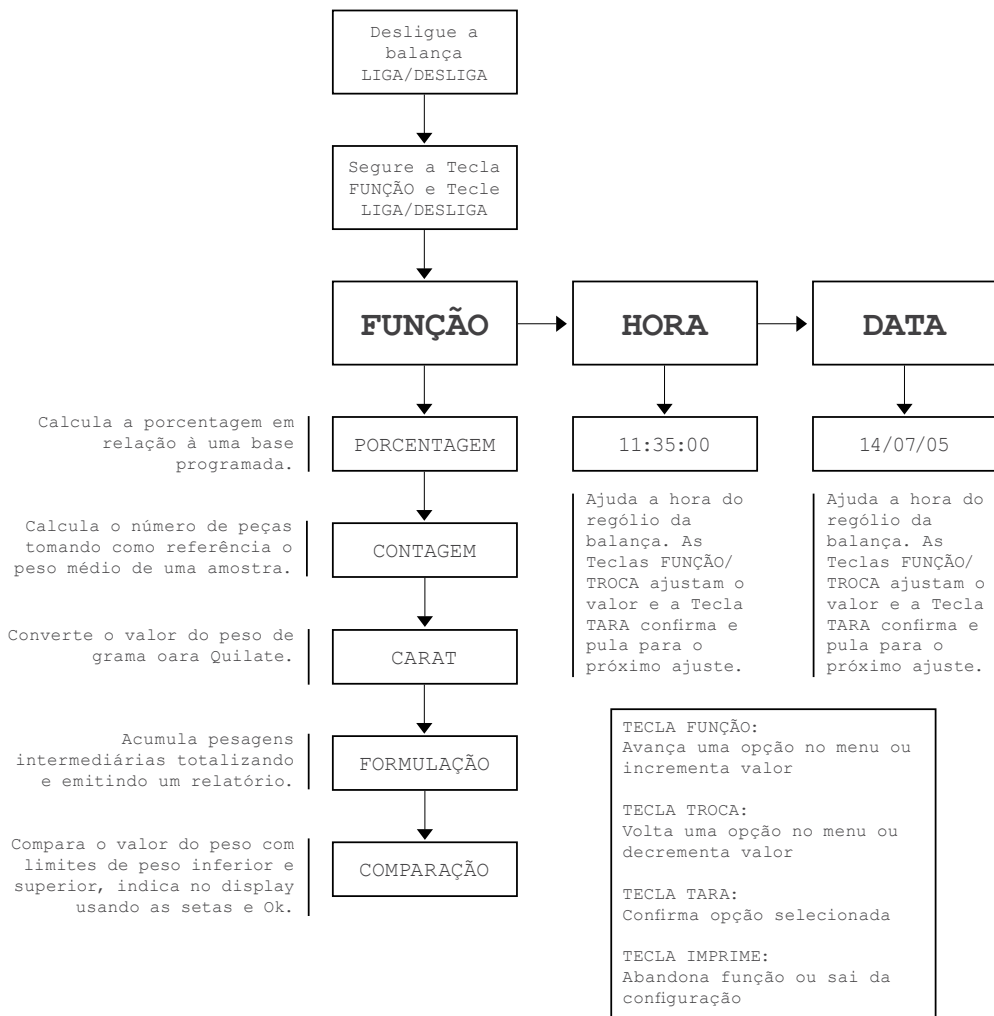 Desligue a
balança
LIGA/DESLIGA
Segure a Tecla
FUNÇÃO e Tecle
LIGA/DESLIGA
FUNÇÃO
HORA
DATA
Calcula a porcentagem em
relação à uma base
programada.
PORCENTAGEM
11:35:00
14/07/05
Calcula o número de peças
tomando como referência o
peso médio de uma amostra.
CONTAGEM
Converte o valor do peso de
grama oara Quilate.
CARAT
Acumula pesagens
intermediárias totalizando
e emitindo um relatório.
FORMULAÇÃO
Compara o valor do peso com
limites de peso inferior e
superior, indica no display
usando as setas e Ok.
COMPARAÇÃO
Ajuda a hora do
rególio da
balança. As
Teclas FUNÇÃO/
TROCA ajustam o
valor e a Tecla
TARA confirma e
pula para o
próximo ajuste.
Ajuda a hora do
rególio da
balança. As
Teclas FUNÇÃO/
TROCA ajustam o
valor e a Tecla
TARA confirma e
pula para o
próximo ajuste.
TECLA FUNÇÃO:
Avança uma opção no menu ou
incrementa valor
TECLA TROCA:
Volta uma opção no menu ou
decrementa valor
TECLA TARA:
Confirma opção selecionada
TECLA IMPRIME:
Abandona função ou sai da
configuração